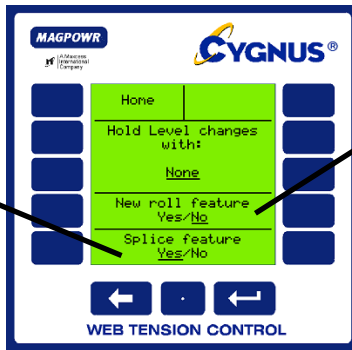 MAGPOWR
A Maxcess
International
Company
CYGNUS®
Home
Hold Level changes
with:
None
New roll feature
Yes/No
Splice feature
Yes/No
WEB TENSION CONTROL